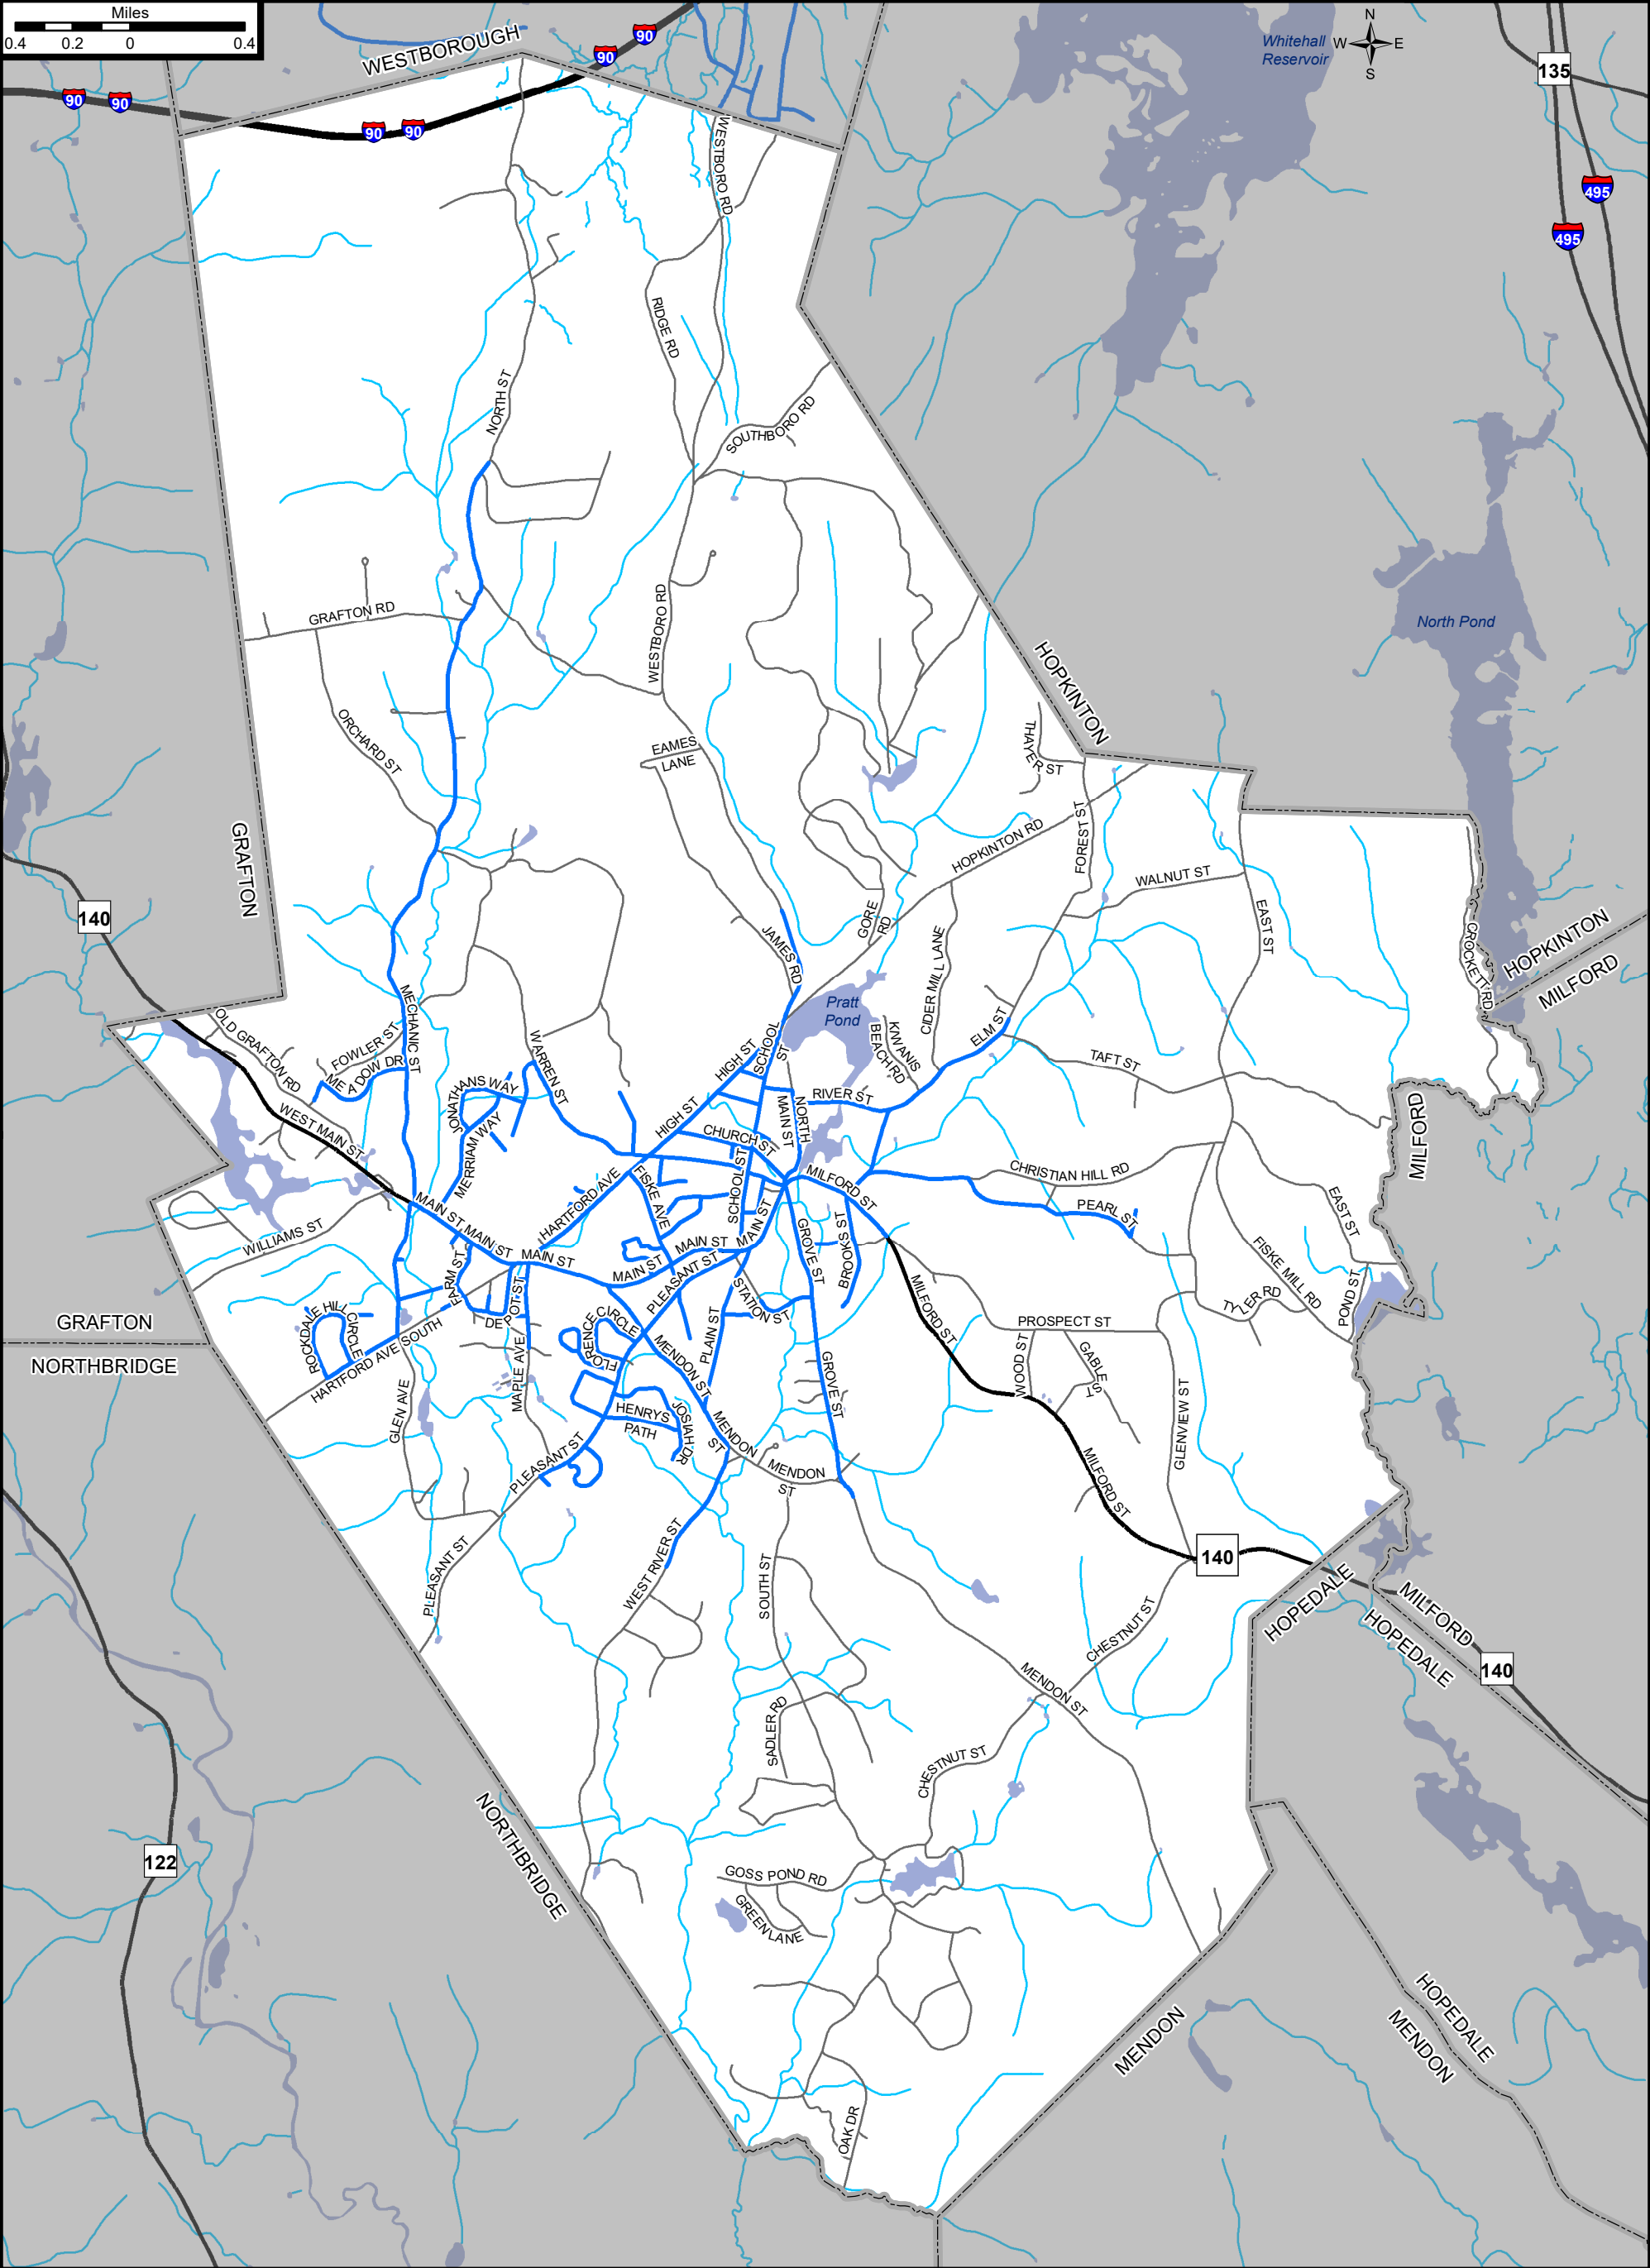 Miles
0.4 0.2 0 0.4
WESTBOROUGH
90
90
90
90
90
90
Whitehall
Reservoir
N
W E
S
135
495
495
WESTBORO RD
RIDGE RD
NORTH ST
SOUTHBORO RD
GRAFTON RD
WESTBORO RD
North Pond
HOPKINTON
ORCHARD ST
EAMES
LANE
THAYER ST
GRAFTON
HOPKINTON RD
FOREST ST
WALNUT ST
140
GORE
RD
EAST ST
CROCKETT RD
HOPKINTON
MILFORD
JAMES RD
CIDER MILL LANE
MECHANIC ST
Pratt
Pond
OLD GRAFTON RD
FOWLER ST
MEADOW DR
WARREN ST
HIGH ST
SCHOOL
ST
KIWANIS
BEACH RD
ELM ST
TAFT ST
JONATHANS WAY
WEST MAIN ST
HIGH ST
NORTH
MAIN ST
RIVER ST
MERRIAM WAY
CHURCH ST
MILFORD
CHRISTIAN HILL RD
HARTFORD AVE
FISKE AVE
SCHOOL ST
MILFORD ST
WILLIAMS ST
MAIN ST
MAIN ST
MAIN ST
MAIN ST
MAIN ST
MAIN ST
GROVE ST
BROOKS ST
PEARL ST
EAST ST
FARM ST
PLEASANT ST
FISKE MILL RD
GRAFTON
NORTHBRIDGE
ROCKDALE HILL
CIRCLE
DEPOT ST
STATION ST
MILFORD ST
TYLER RD
POND ST
HARTFORD AVE SOUTH
FLORENCE CIRCLE
PLAIN ST
PROSPECT ST
MAPLE AVE
MENDON ST
GROVE ST
WOOD ST
GABLE ST
GLEN AVE
HENRYS
PATH
JOSIAH DR
MENDON
ST
GLENVIEW ST
PLEASANT ST
MENDON
ST
MILFORD ST
PLEASANT ST
WEST RIVER ST
SOUTH ST
140
HOPEDALE
MILFORD
HOPEDALE
140
CHESTNUT ST
MENDON ST
SADLER RD
CHESTNUT ST
NORTHBRIDGE
122
GOSS POND RD
GREEN LANE
MENDON
HOPEDALE
MENDON
OAK DR